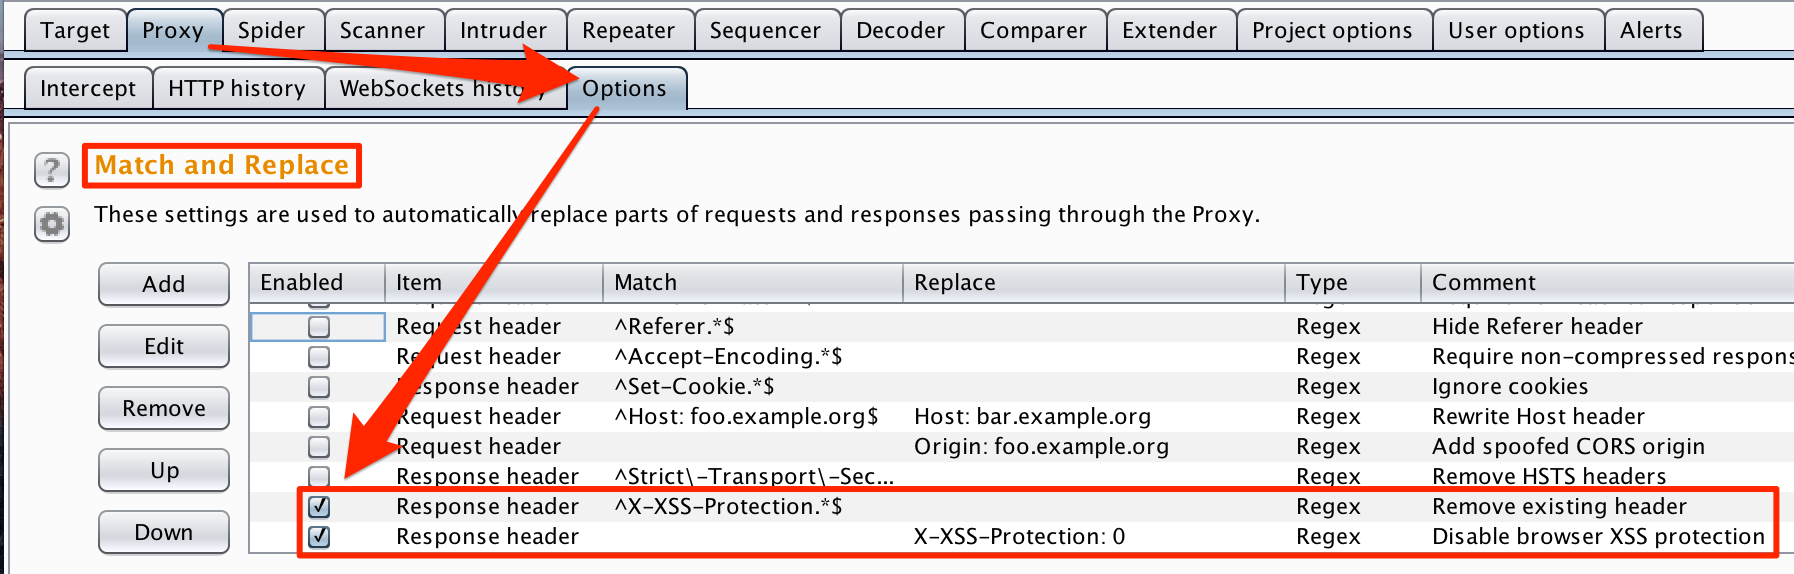 Target Proxy Spider Scanner Intruder Repeater Sequencer Decoder Comparer Extender Project options User options Alerts
Intercept HTTP history WebSockets history Options
? Match and Replace
These settings are used to automatically replace parts of requests and responses passing through the Proxy.
Add
Edit
Remove
Up
Down
Enabled Item Match Replace Type Comment
Request header ^Referer.*$ Regex Hide Referer header
Request header ^Accept-Encoding.*$ Regex Require non-compressed respons
Response header ^Set-Cookie.*$ Regex Ignore cookies
Request header ^Host: foo.example.org$ Host: bar.example.org Regex Rewrite Host header
Request header Origin: foo.example.org Regex Add spoofed CORS origin
Response header ^Strict\-Transport\-Sec... Regex Remove HSTS headers
Response header ^X-XSS-Protection.*$ Regex Remove existing header
Response header X-XSS-Protection: 0 Regex Disable browser XSS protection